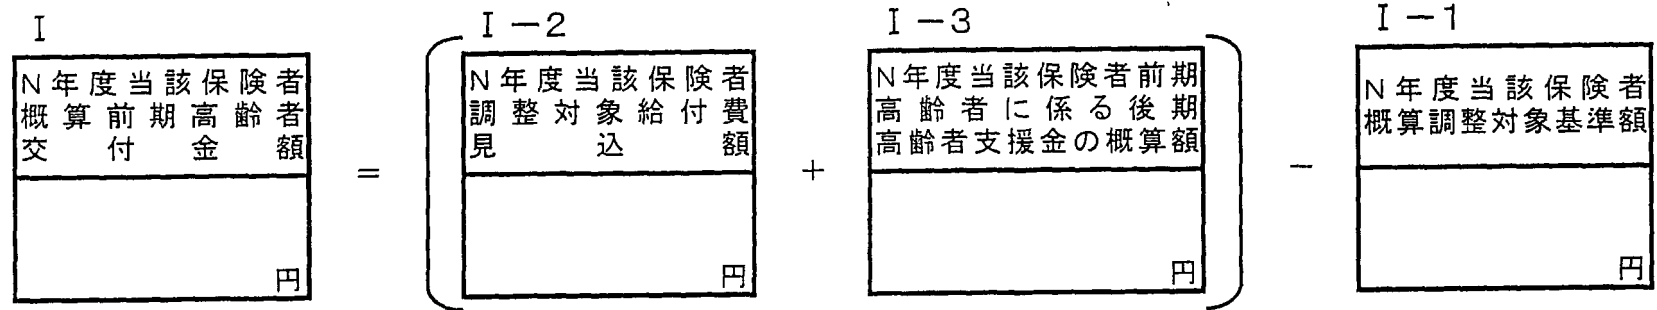 I
N年度当該保険者
概算前期高齢者
交付金額
円
=
I－2
N年度当該保険者
調整対象給付費
見込額
円
+
I－3
N年度当該保険者前期
高齢者に係る後期
高齢者支援金の概算額
円
－
I－1
N年度当該保険者
概算調整対象基準額
円